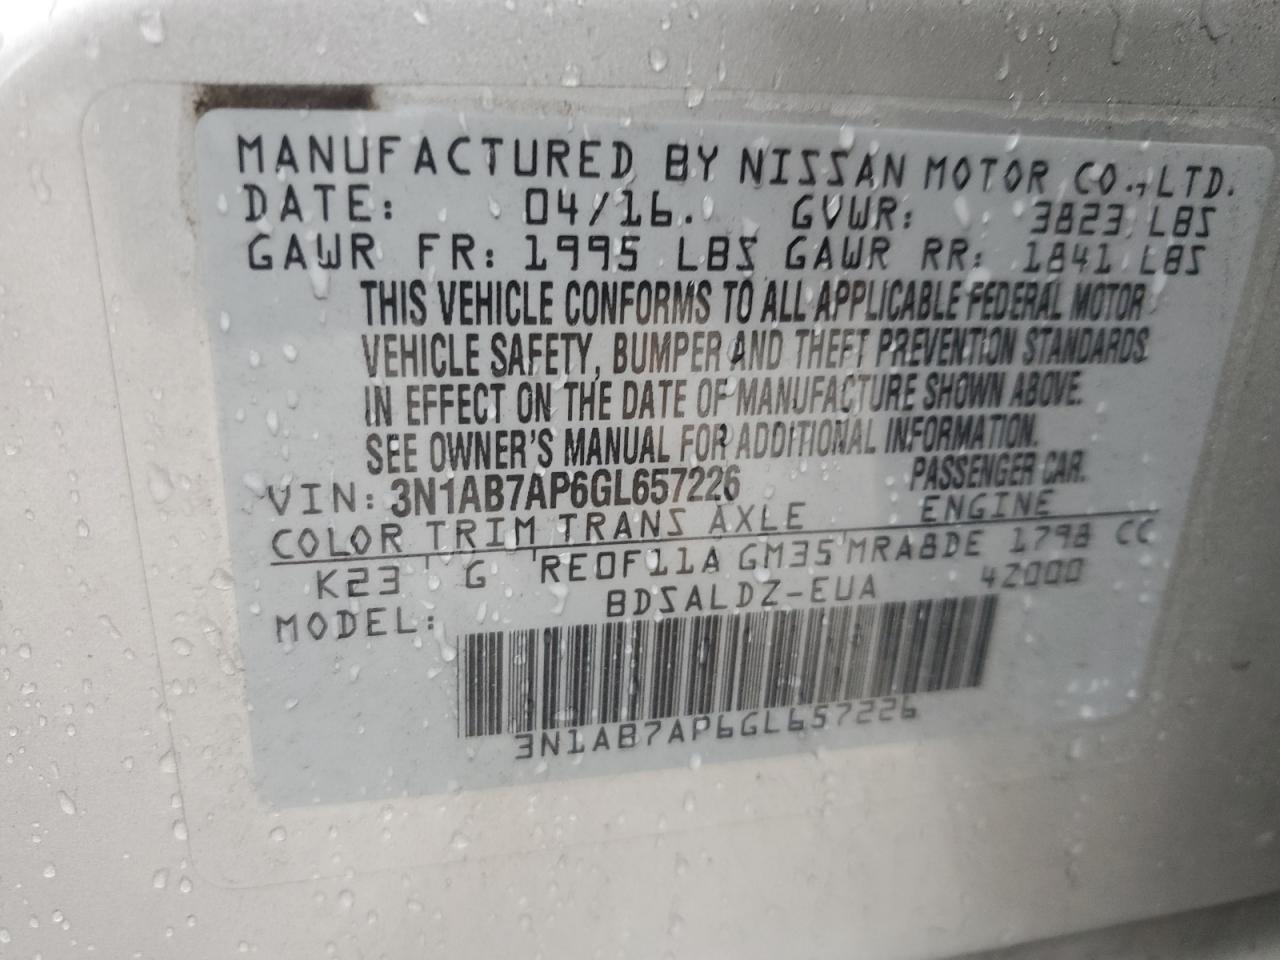 MANUFACTURED BY NISSAN MOTOR CO., LTD.
DATE: 04/16. GVWR: 3823 LBS
GAWR FR: 1995 LBS GAWR RR: 1841 LBS
THIS VEHICLE CONFORMS TO ALL APPLICABLE FEDERAL MOTOR
VEHICLE SAFETY, BUMPER AND THEFT PREVENTION STANDARDS
IN EFFECT ON THE DATE OF MANUFACTURE SHOWN ABOVE.
SEE OWNER'S MANUAL FOR ADDITIONAL INFORMATION.
VIN: 3N1AB7AP6GL657226 PASSENGER CAR.
COLOR TRIM TRANS AXLE ENGINE
K23 G RE0F11A GM35 MRA8DE 1798 CC
MODEL: BDSALDZ-EUA 42000
3N1AB7AP6GL657226